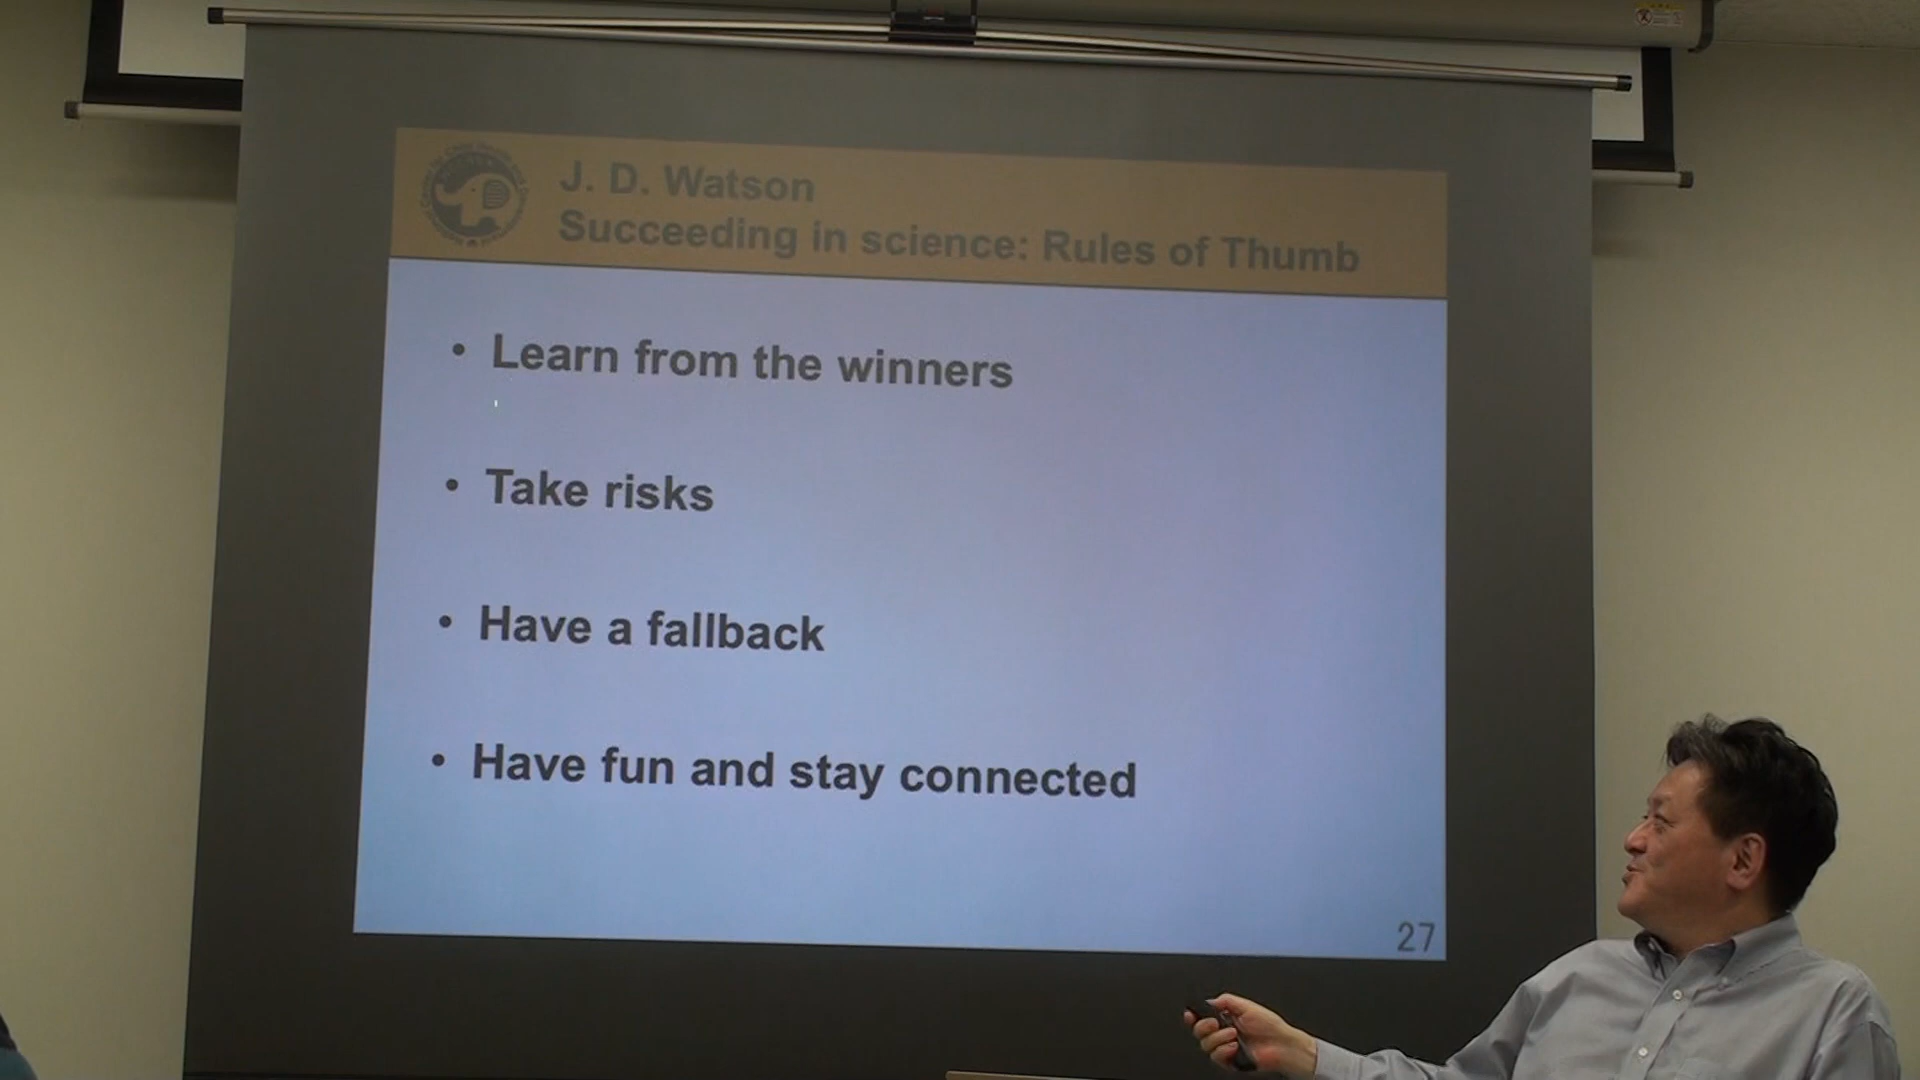 J. D. Watson
Succeeding in science: Rules of Thumb
• Learn from the winners
• Take risks
• Have a fallback
• Have fun and stay connected
27